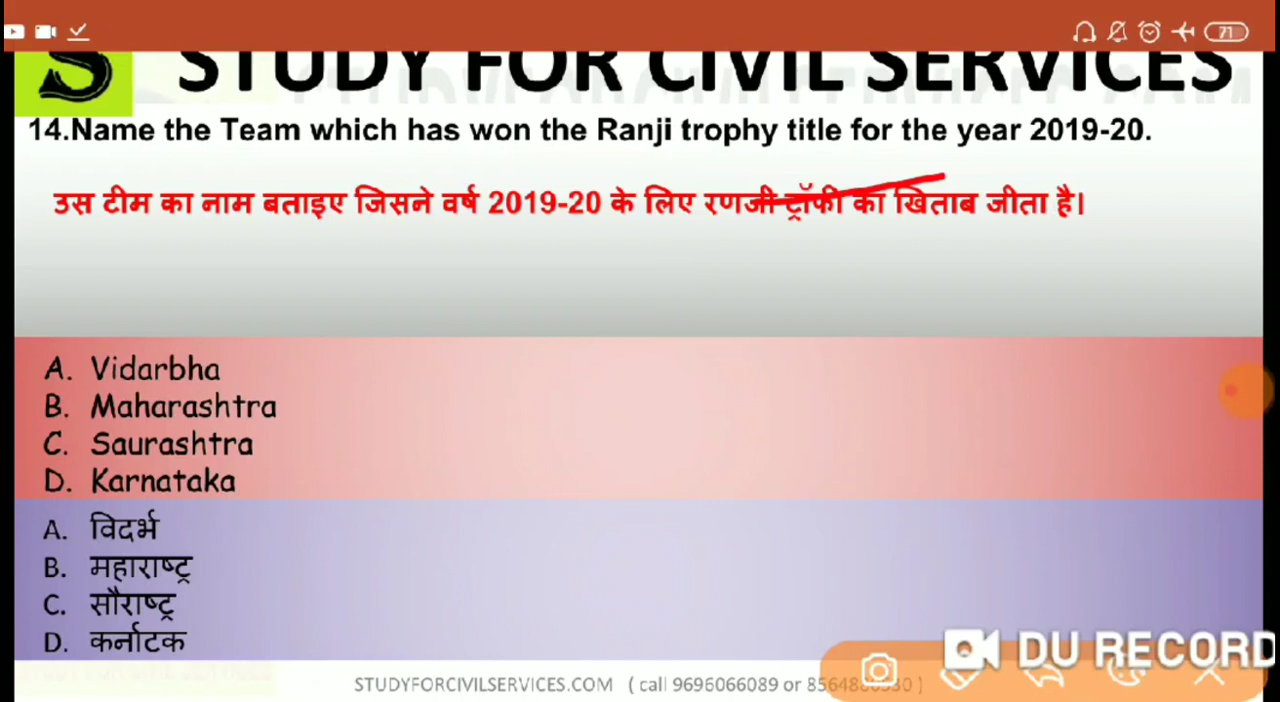 71
S STUDY FOR CIVIL SERVICES
14.Name the Team which has won the Ranji trophy title for the year 2019-20.
उस टीम का नाम बताइए जिसने वर्ष 2019-20 के लिए रणजी ट्रॉफी का खिताब जीता है।
A. Vidarbha
B. Maharashtra
C. Saurashtra
D. Karnataka
A. विदर्भ
B. महाराष्ट्र
C. सौराष्ट्र
D. कर्नाटक
DU RECORD
STUDYFORCIVILSERVICES.COM ( call 9696066089 or )